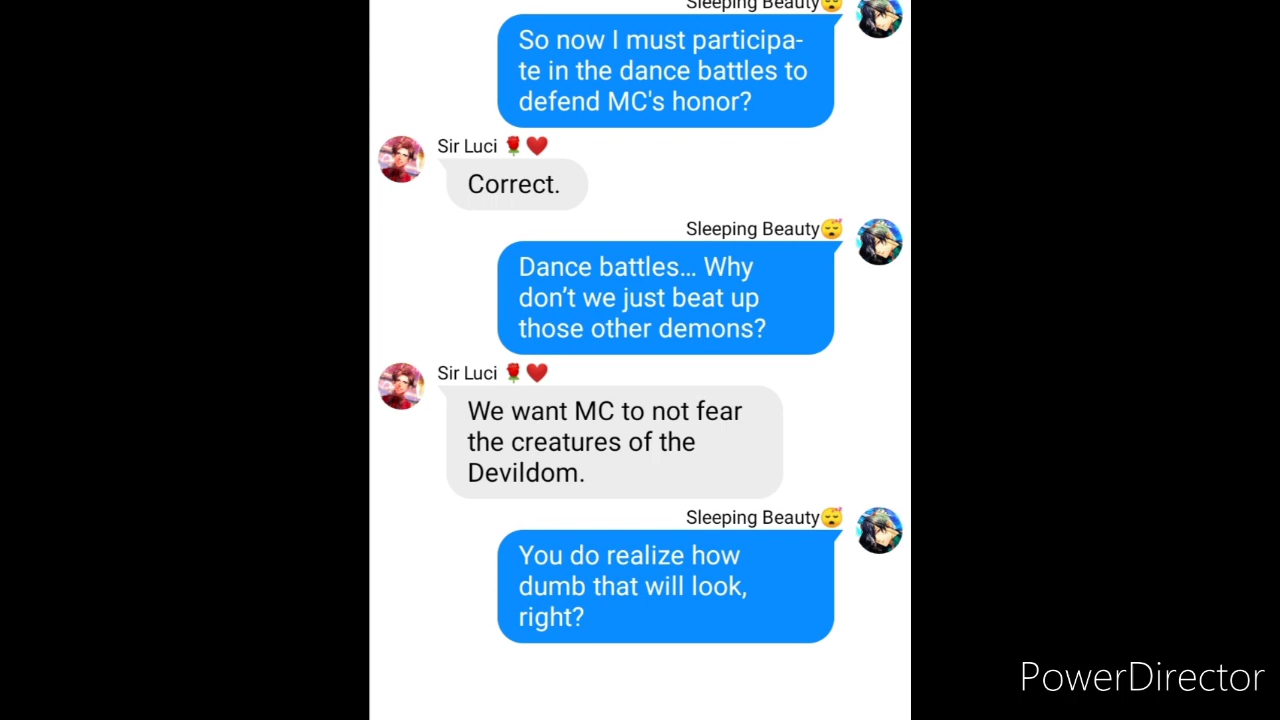 Sleeping Beauty😴
So now I must participa-
te in the dance battles to
defend MC's honor?
Sir Luci 🌹❤️
Correct.
Sleeping Beauty😴
Dance battles… Why
don’t we just beat up
those other demons?
Sir Luci 🌹❤️
We want MC to not fear
the creatures of the
Devildom.
Sleeping Beauty😴
You do realize how
dumb that will look,
right?
PowerDirector